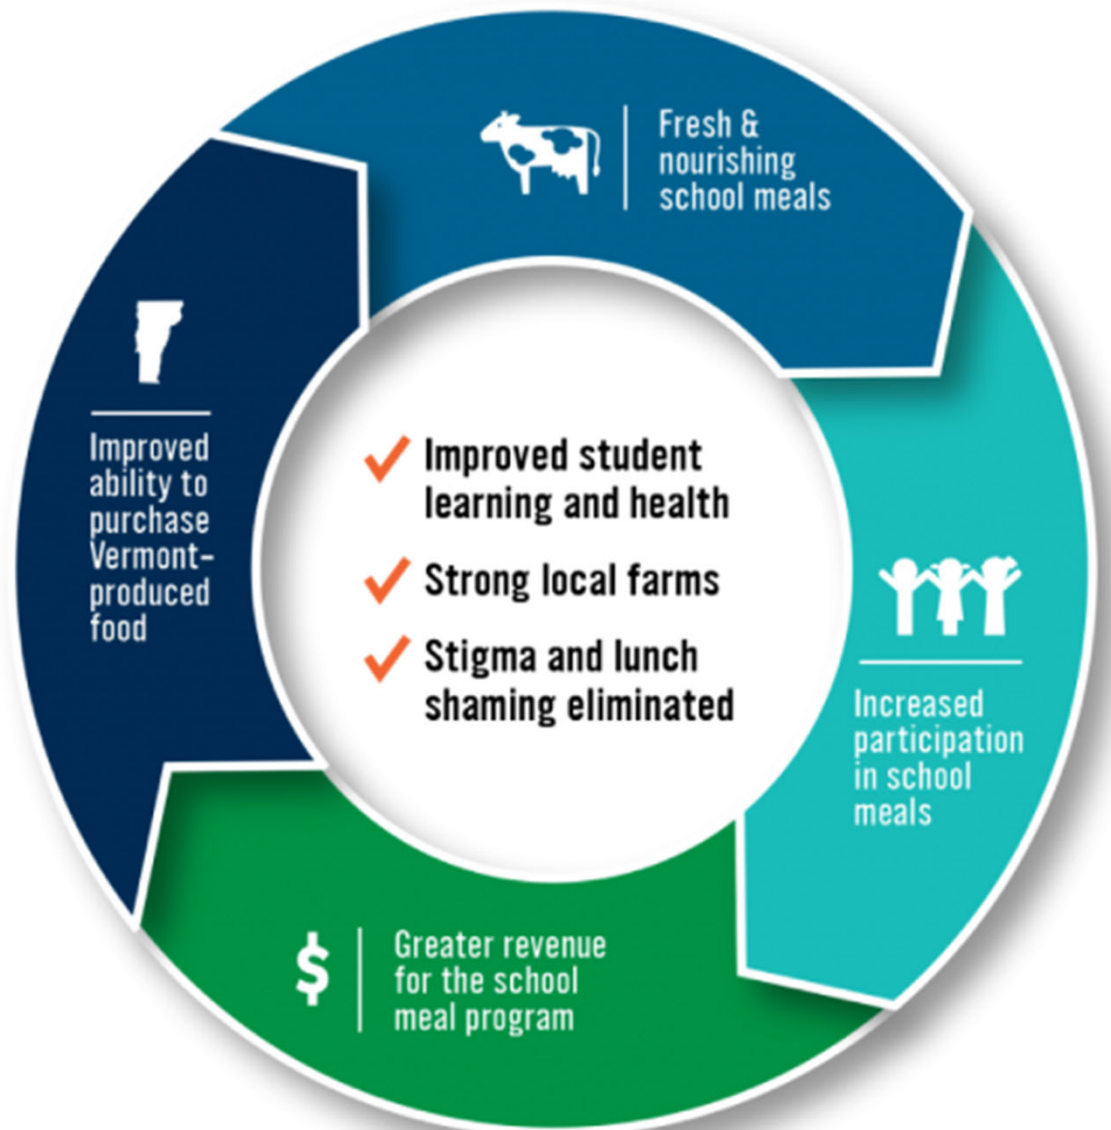 Fresh &
nourishing
school meals
Increased
participation
in school
meals
$
Greater revenue
for the school
meal program
Improved
ability to
purchase
Vermont–
produced
food
Improved student
learning and health
Strong local farms
Stigma and lunch
shaming eliminated